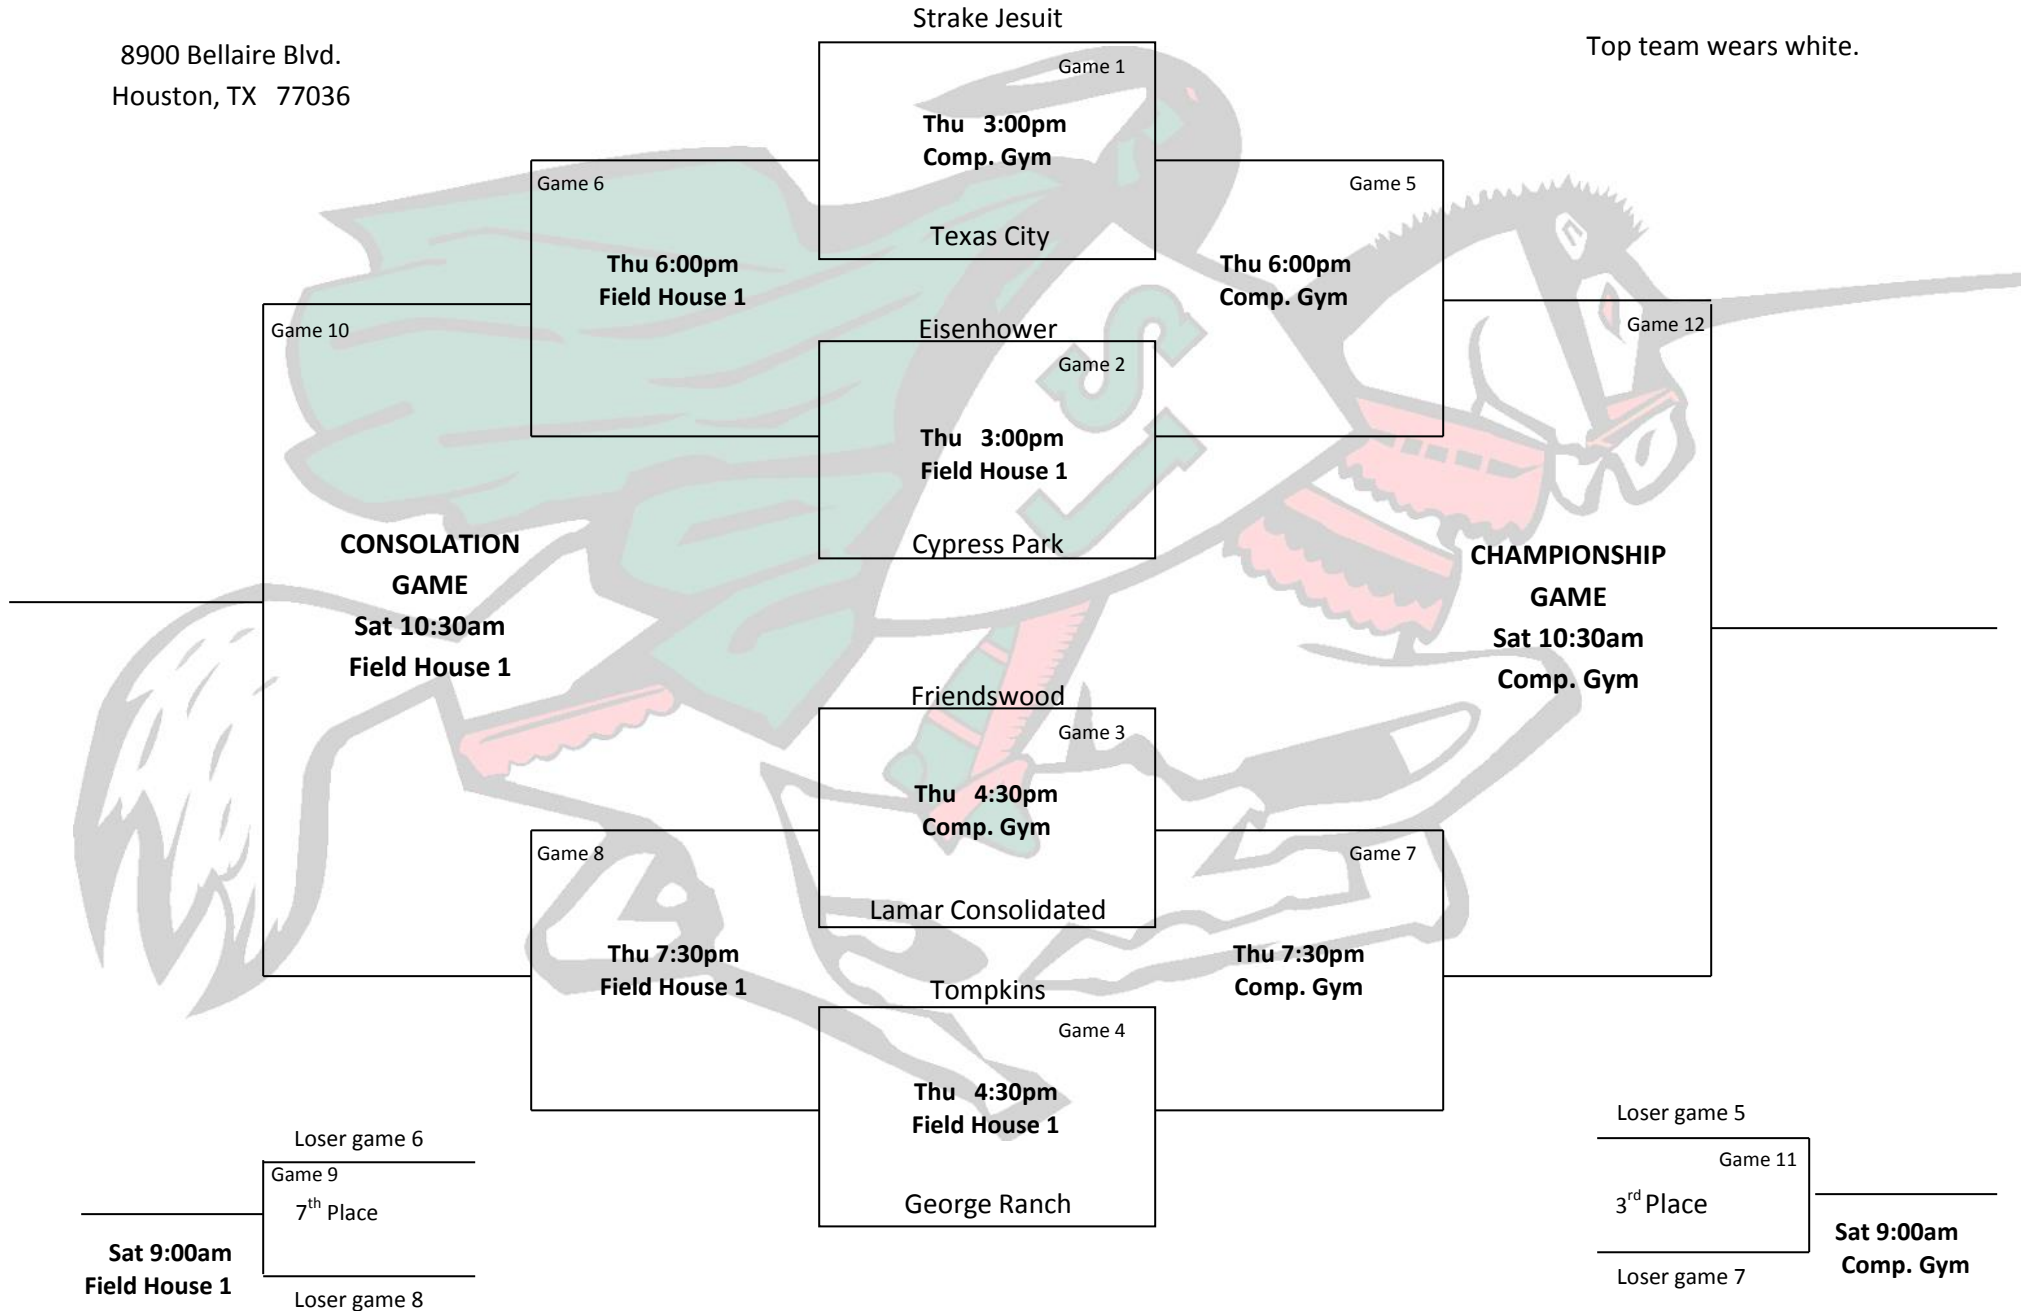 Strake Jesuit
8900 Bellaire Blvd.
Houston, TX 77036
Top team wears white.
Game 1
Thu 3:00pm
Comp. Gym
Texas City
Game 6
Thu 6:00pm
Field House 1
Game 5
Thu 6:00pm
Comp. Gym
Eisenhower
Game 2
Thu 3:00pm
Field House 1
Cypress Park
Game 10
CONSOLATION
GAME
Sat 10:30am
Field House 1
Game 12
CHAMPIONSHIP
GAME
Sat 10:30am
Comp. Gym
SJ
Friendswood
Game 3
Thu 4:30pm
Comp. Gym
Lamar Consolidated
Game 8
Thu 7:30pm
Field House 1
Game 7
Thu 7:30pm
Comp. Gym
Tompkins
Game 4
Thu 4:30pm
Field House 1
George Ranch
Loser game 6
Game 9
7th Place
Sat 9:00am
Field House 1
Loser game 8
Loser game 5
Game 11
3rd Place
Sat 9:00am
Comp. Gym
Loser game 7